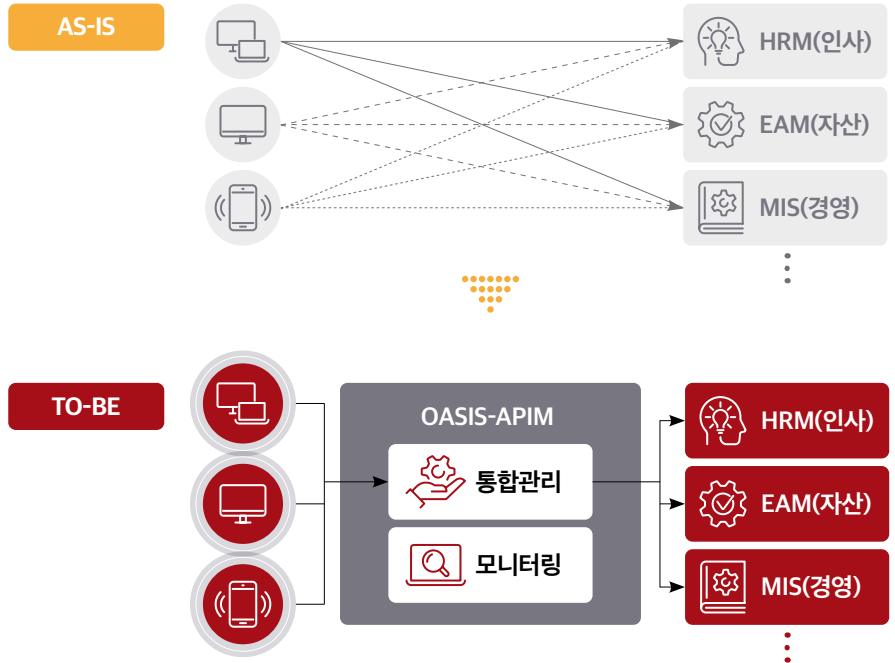 AS-IS
HRM(인사)
EAM(자산)
MIS(경영)
TO-BE
OASIS-APIM
통합관리
모니터링
HRM(인사)
EAM(자산)
MIS(경영)